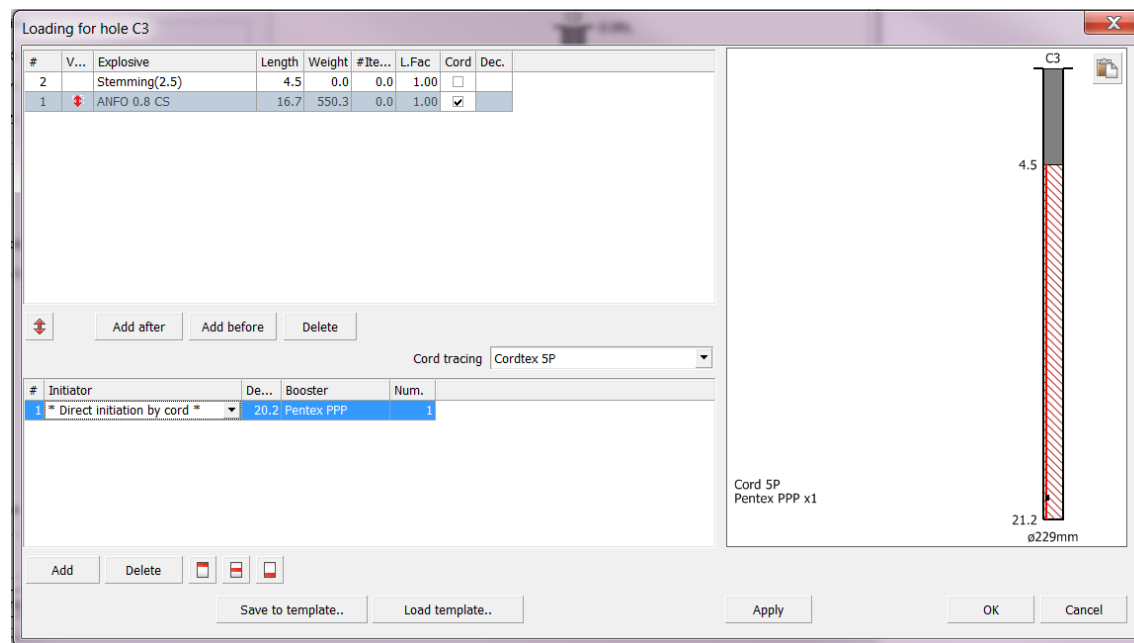 Loading for hole C3
# V... Explosive Length Weight #Ite... L.Fac Cord Dec.
2 Stemming(2.5) 4.5 0.0 0.0 1.00
1 ANFO 0.8 CS 16.7 550.3 0.0 1.00
Add after Add before Delete
Cord tracing Cordtex 5P
# Initiator De... Booster Num.
1 * Direct initiation by cord * 20.2 Pentex PPP 1
Add Delete
Save to template.. Load template..
C3
4.5
Cord 5P
Pentex PPP x1
21.2
ø229mm
Apply OK Cancel